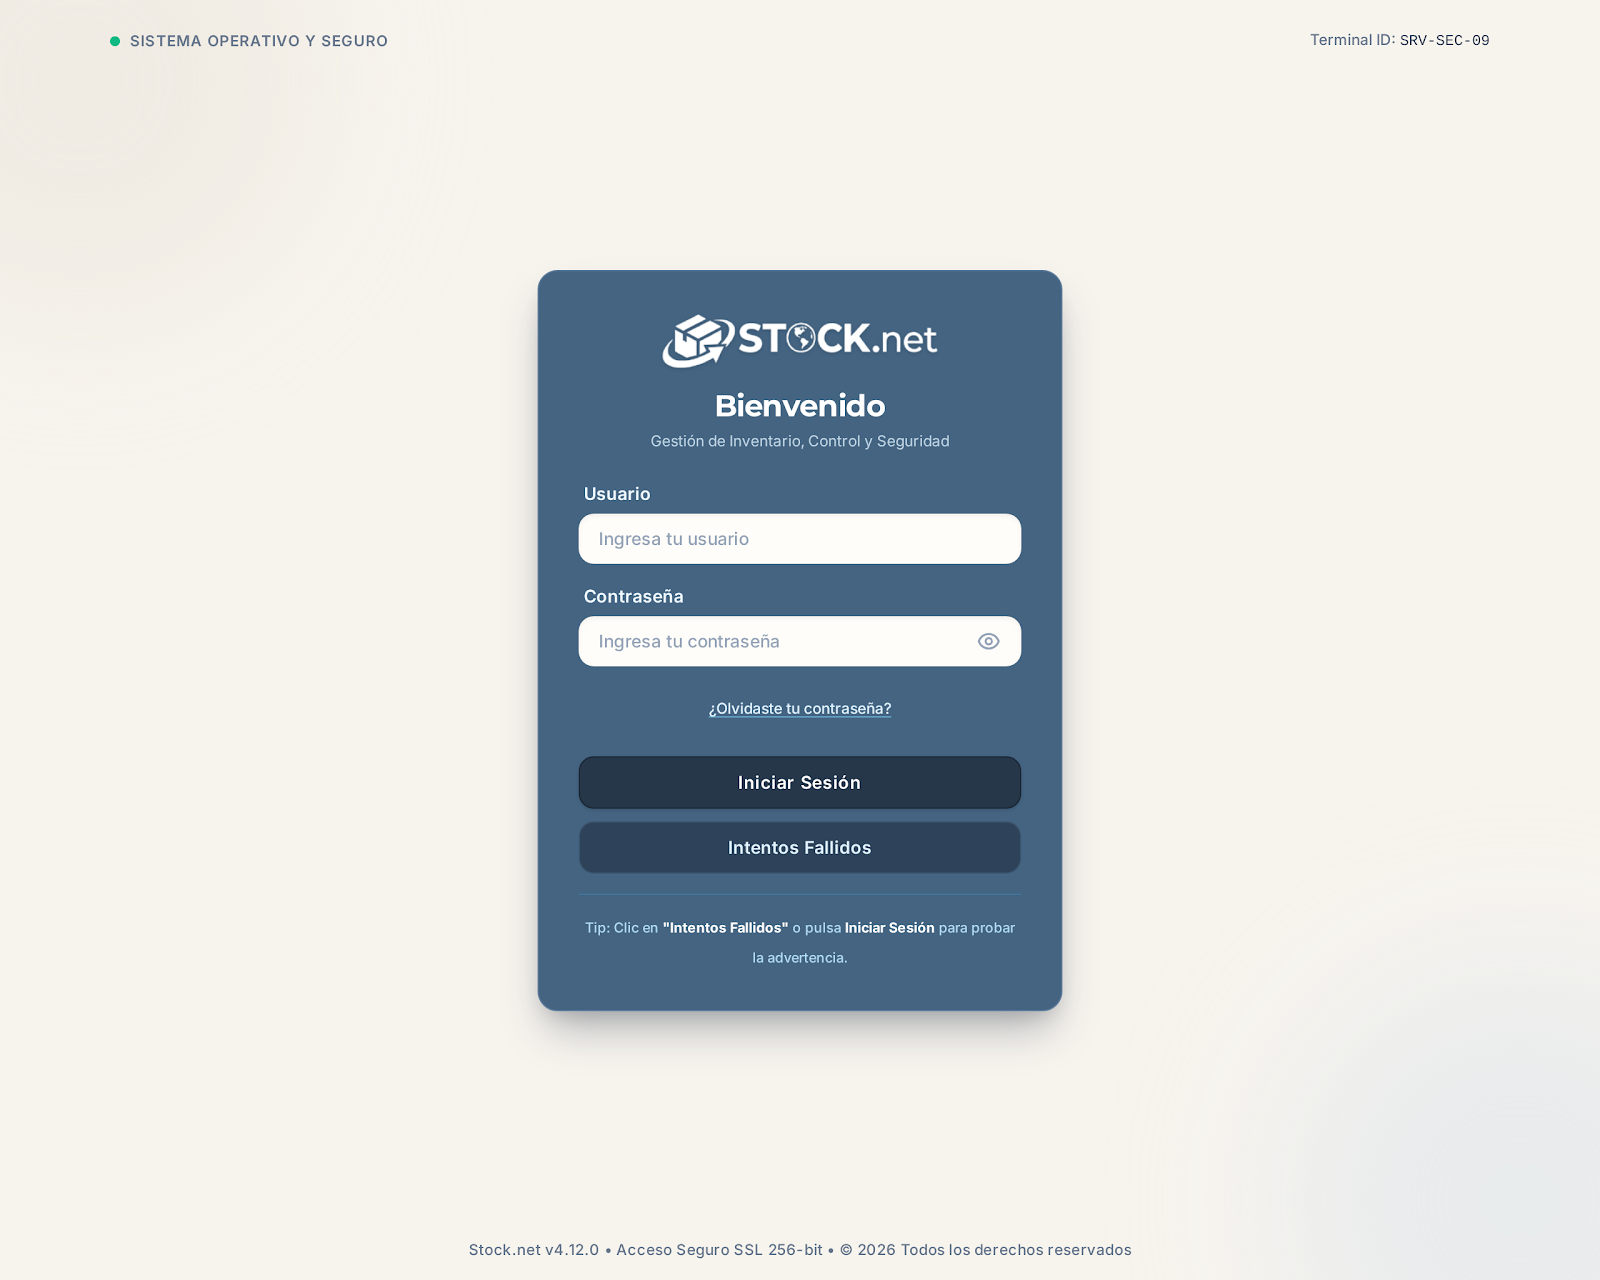 SISTEMA OPERATIVO Y SEGURO
Terminal ID: SRV-SEC-09
STOCK.net
Bienvenido
Gestión de Inventario, Control y Seguridad
Usuario
Ingresa tu usuario
Contraseña
Ingresa tu contraseña
¿Olvidaste tu contraseña?
Iniciar Sesión
Intentos Fallidos
Tip: Clic en "Intentos Fallidos" o pulsa Iniciar Sesión para probar
la advertencia.
Stock.net v4.12.0 • Acceso Seguro SSL 256-bit • © 2026 Todos los derechos reservados